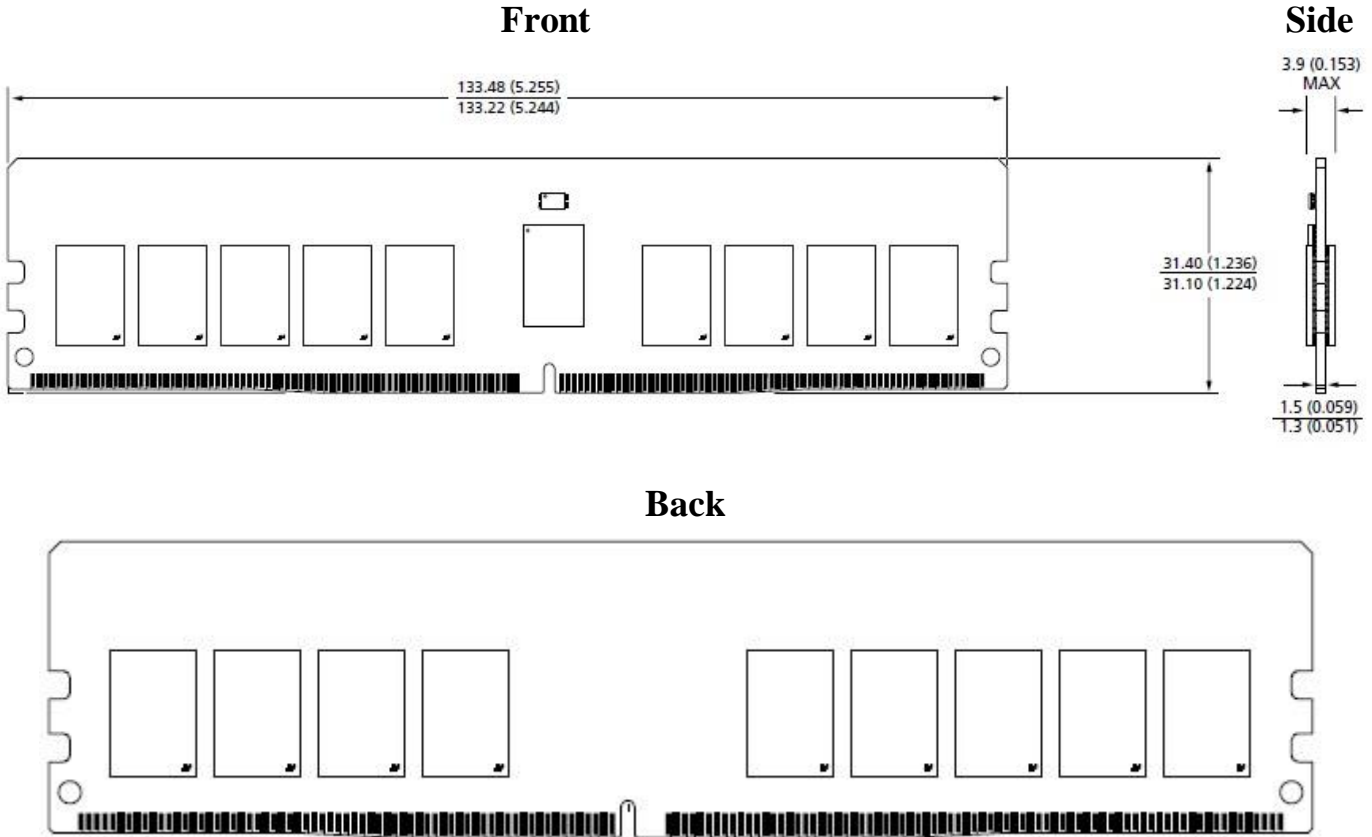 Front
Side
3.9 (0.153)
MAX
133.48 (5.255)
133.22 (5.244)
31.40 (1.236)
31.10 (1.224)
1.5 (0.059)
1.3 (0.051)
Back